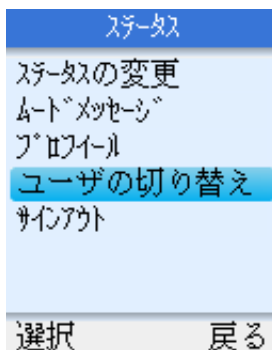 ｽﾃｰﾀｽ
ｽﾃｰﾀｽの変更
ﾑｰﾄﾞﾒｯｾｰｼﾞ
ﾌﾟﾛﾌｨｰﾙ
ユーザの切り替え
ｻｲﾝｱｳﾄ
選択 戻る